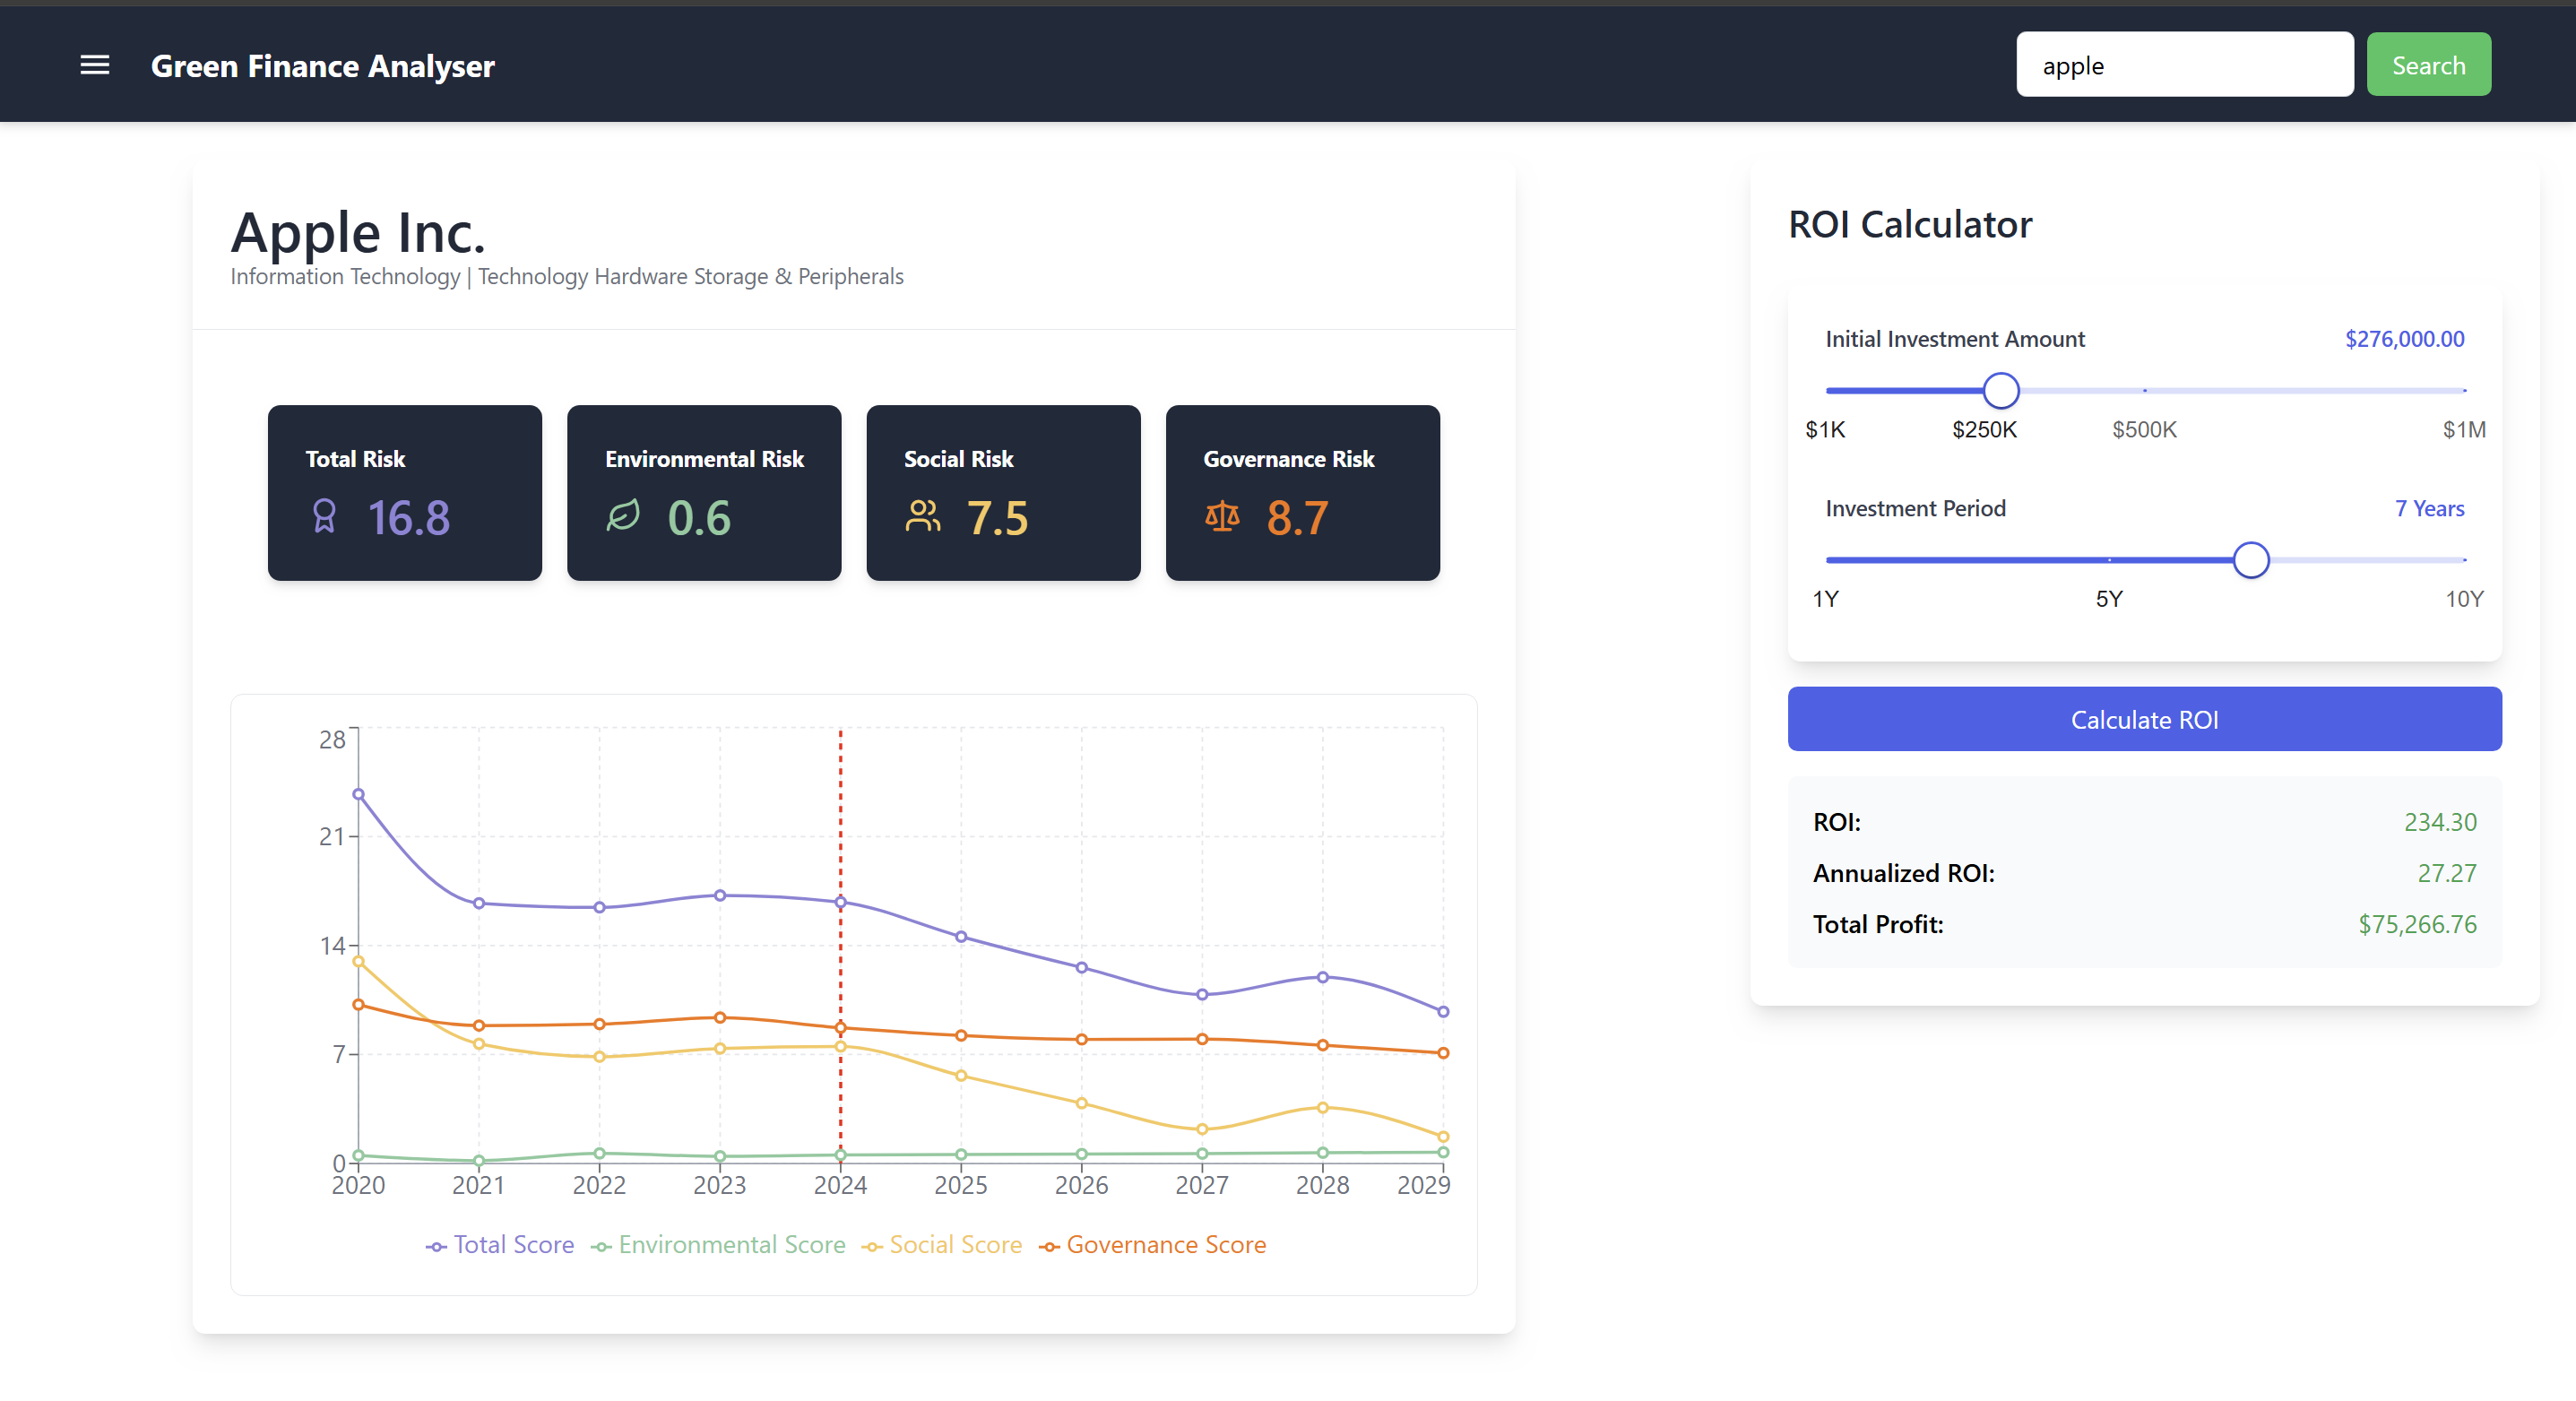 Green Finance Analyser
apple
Search
Apple Inc.
Information Technology | Technology Hardware Storage & Peripherals
Total Risk
16.8
Environmental Risk
0.6
Social Risk
7.5
Governance Risk
8.7
28
21
14
7
0
2020 2021 2022 2023 2024 2025 2026 2027 2028 2029
Total Score Environmental Score Social Score Governance Score
ROI Calculator
Initial Investment Amount $276,000.00
$1K $250K $500K $1M
Investment Period 7 Years
1Y 5Y 10Y
Calculate ROI
ROI: 234.30
Annualized ROI: 27.27
Total Profit: $75,266.76